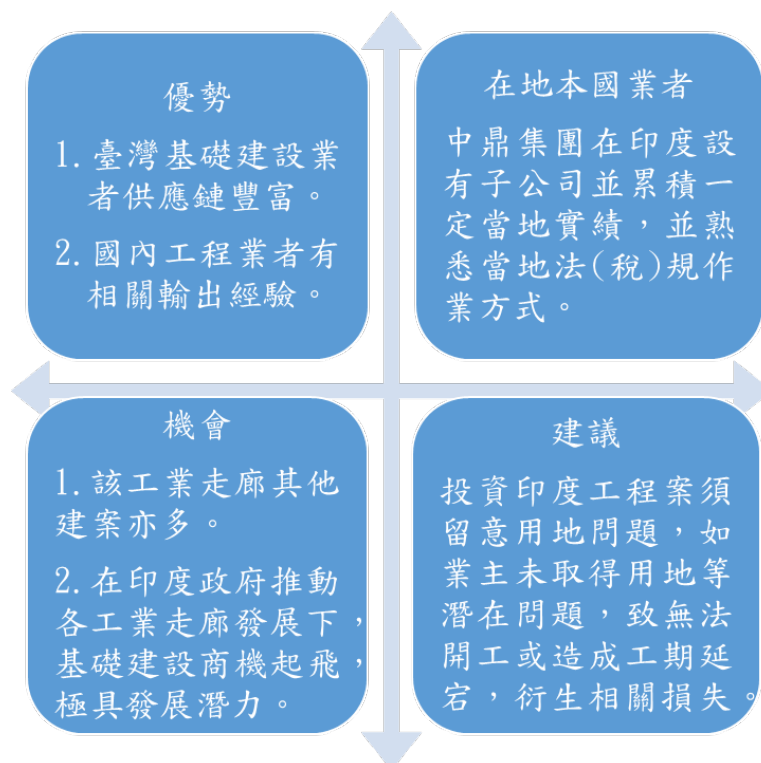 優勢
1. 臺灣基礎建設業
者供應鏈豐富。
2. 國內工程業者有
相關輸出經驗。
在地本國業者
中鼎集團在印度設
有子公司並累積一
定當地實績，並熟
悉當地法(稅)規作
業方式。
機會
1. 該工業走廊其他
建案亦多。
2. 在印度政府推動
各工業走廊發展下，
基礎建設商機起飛，
極具發展潛力。
建議
投資印度工程案須
留意用地問題，如
業主未取得用地等
潛在問題，致無法
開工或造成工期延
宕，衍生相關損失。